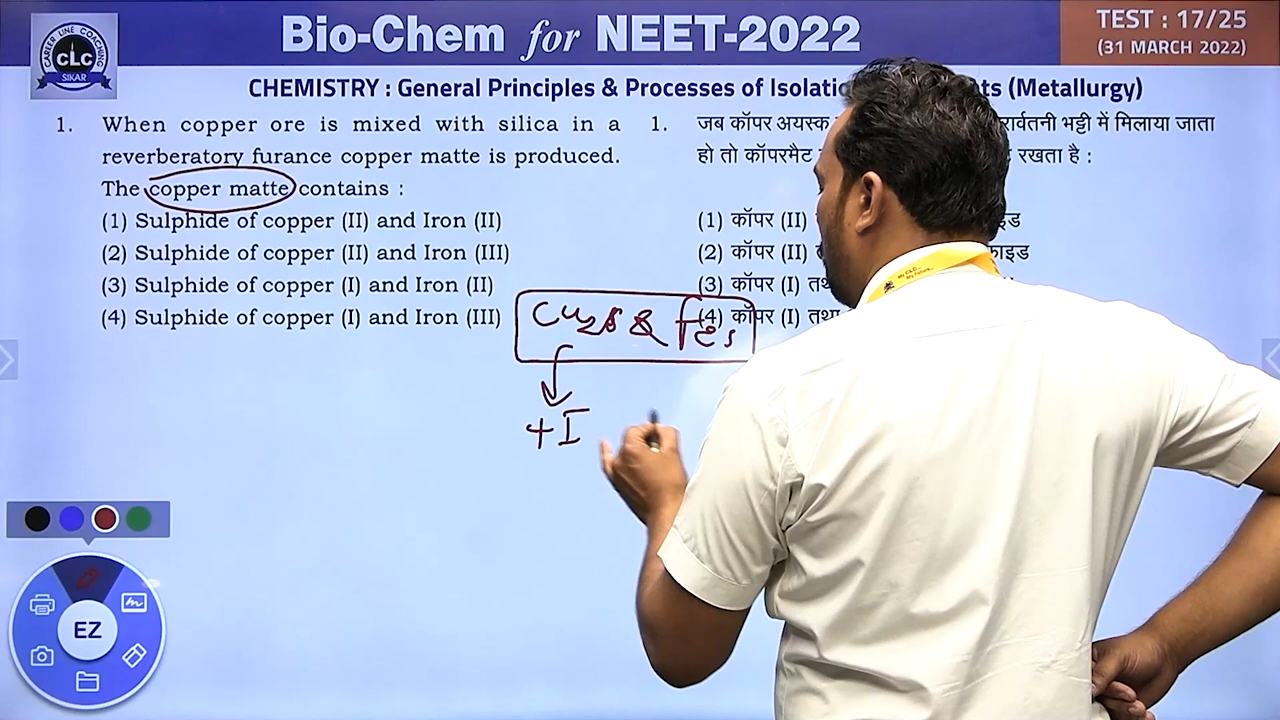 CAREER LINE COACHING
CLC
SIKAR
Bio-Chem for NEET-2022
TEST : 17/25
(31 MARCH 2022)
CHEMISTRY : General Principles & Processes of Isolatio ts (Metallurgy)
1. When copper ore is mixed with silica in a
reverberatory furance copper matte is produced.
The copper matte contains :
(1) Sulphide of copper (II) and Iron (II)
(2) Sulphide of copper (II) and Iron (III)
(3) Sulphide of copper (I) and Iron (II)
(4) Sulphide of copper (I) and Iron (III)
1. जब कॉपर अयस्क भट्टी में मिलाया जाता
हो तो कॉपरमैट रखता है :
(1) कॉपर (II)
(2) कॉपर (II)
(3) कॉपर (I)
(4) कॉपर (I) तथा
Cu2S & FeS
+I
My CLC..
My Future..
EZ